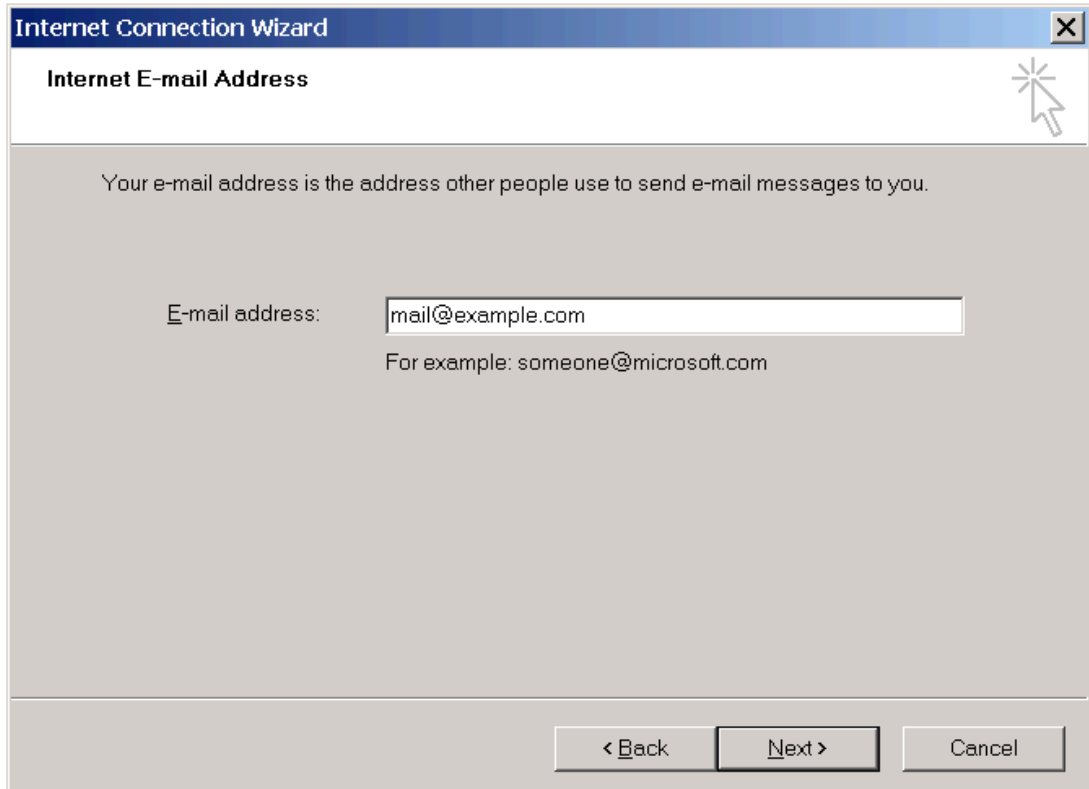 Internet Connection Wizard
Internet E-mail Address
Your e-mail address is the address other people use to send e-mail messages to you.
E-mail address: mail@example.com
For example: someone@microsoft.com
< Back Next > Cancel